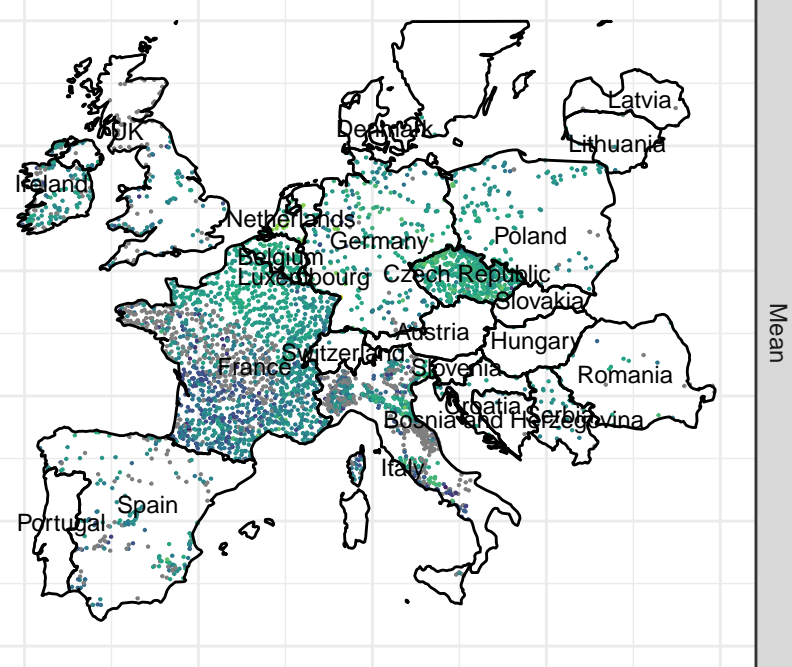 Latvia
UK
Denmark
Lithuania
Ireland
Netherlands
Germany
Poland
Belgium
Luxembourg
Czech Republic
Slovakia
Austria
Hungary
Switzerland
France
Slovenia
Romania
Croatia
Serbia
Bosnia and Herzegovina
Italy
Spain
Portugal
Mean